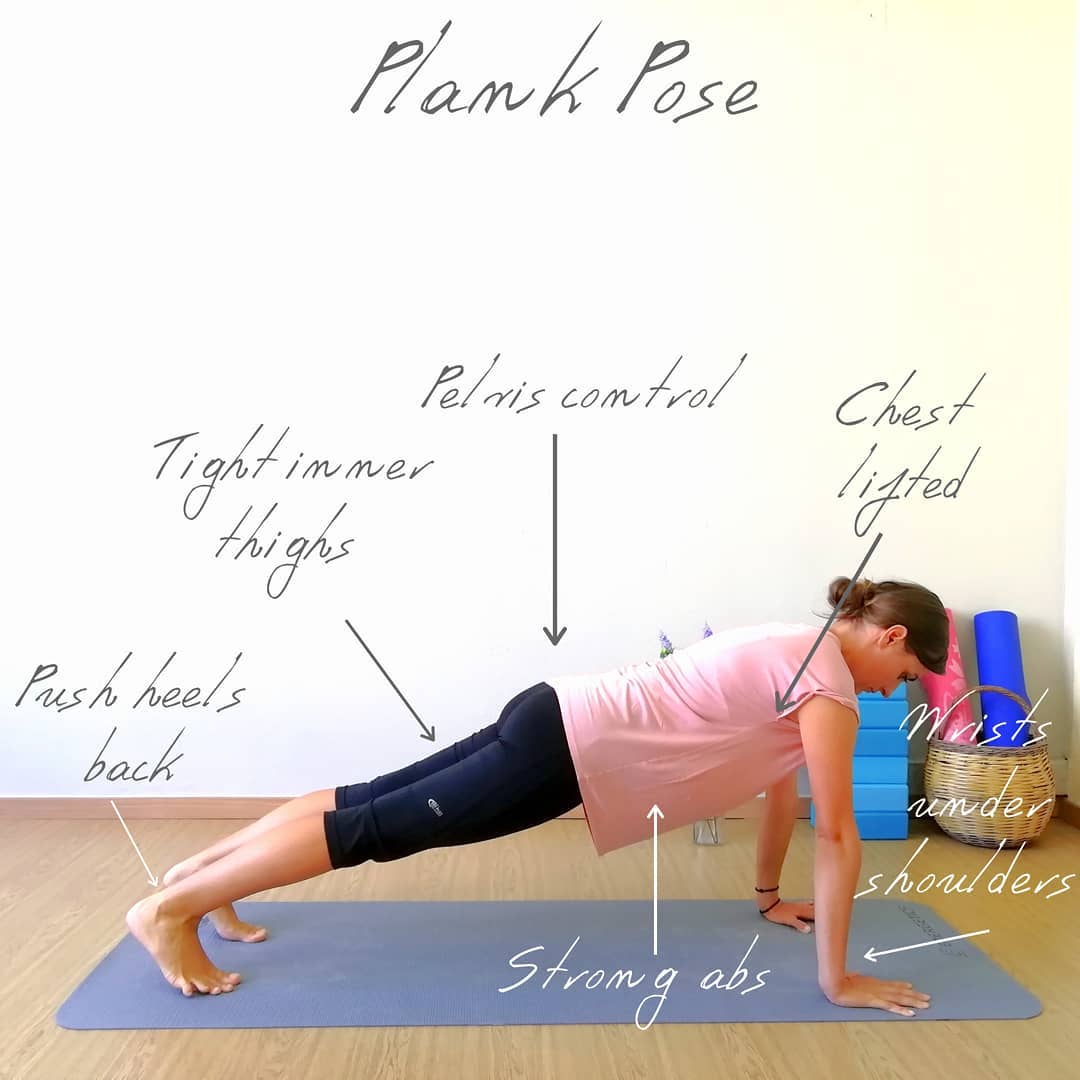 Plank Pose
Pelvis control
Chest
lifted
Tight inner
thighs
Push heels
back
Wrists
under
shoulders
Strong abs